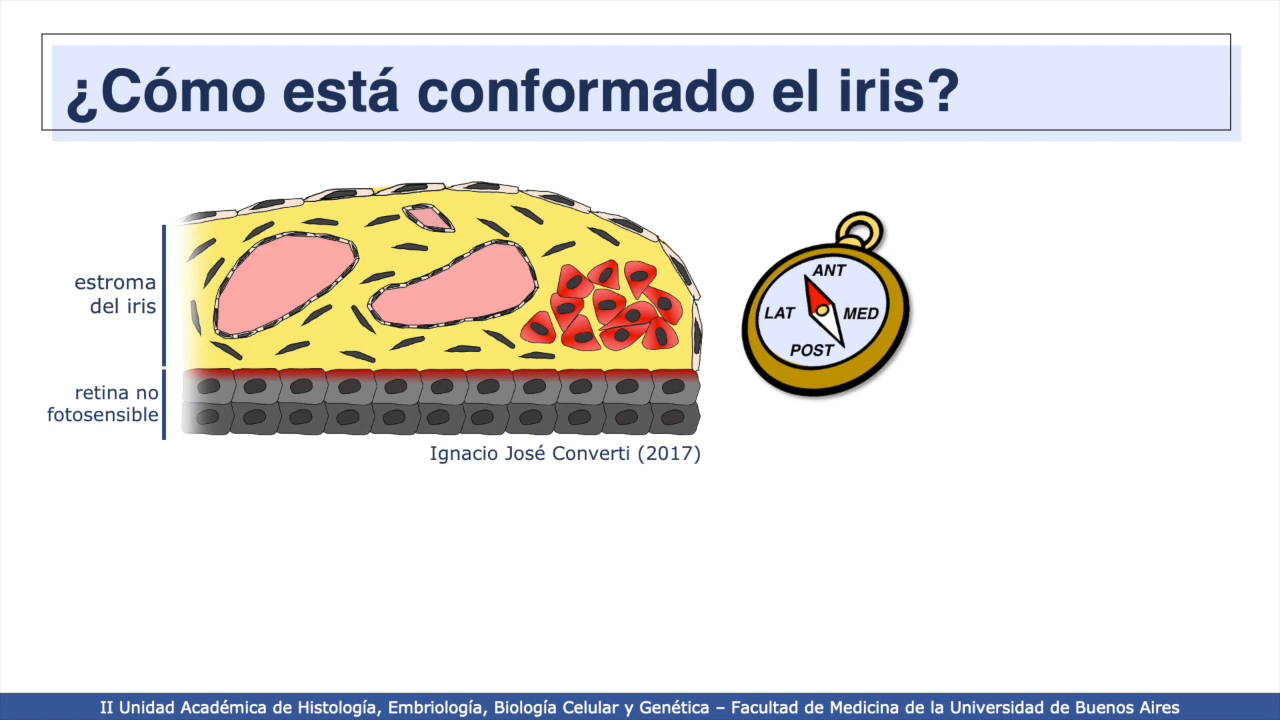 ¿Cómo está conformado el iris?
estroma
del iris
retina no
fotosensible
ANT
LAT
MED
POST
Ignacio José Converti (2017)
II Unidad Académica de Histología, Embriología, Biología Celular y Genética – Facultad de Medicina de la Universidad de Buenos Aires